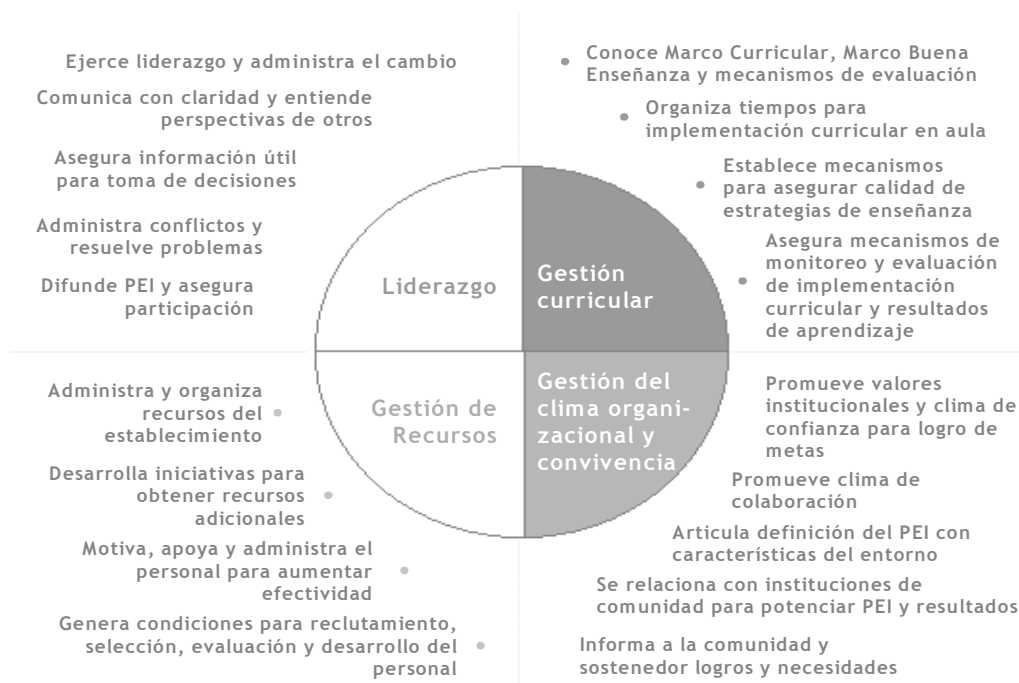 Ejerce liderazgo y administra el cambio
Comunica con claridad y entiende
perspectivas de otros
Asegura información útil
para toma de decisiones
Administra conflictos y
resuelve problemas
Difunde PEI y asegura
participación
Liderazgo
Conoce Marco Curricular, Marco Buena
Enseñanza y mecanismos de evaluación
Organiza tiempos para
implementación curricular en aula
Establece mecanismos
para asegurar calidad de
estrategias de enseñanza
Asegura mecanismos de
monitoreo y evaluación
de implementación
curricular y resultados
de aprendizaje
Gestión
curricular
Administra y organiza
recursos del
establecimiento
Desarrolla iniciativas para
obtener recursos
adicionales
Motiva, apoya y administra el
personal para aumentar
efectividad
Genera condiciones para reclutamiento,
selección, evaluación y desarrollo del
personal
Gestión de
Recursos
Gestión del
clima organi-
zacional y
convivencia
Promueve valores
institucionales y clima de
confianza para logro de
metas
Promueve clima de
colaboración
Articula definición del PEI con
características del entorno
Se relaciona con instituciones de
comunidad para potenciar PEI y resultados
Informa a la comunidad y
sostenedor logros y necesidades